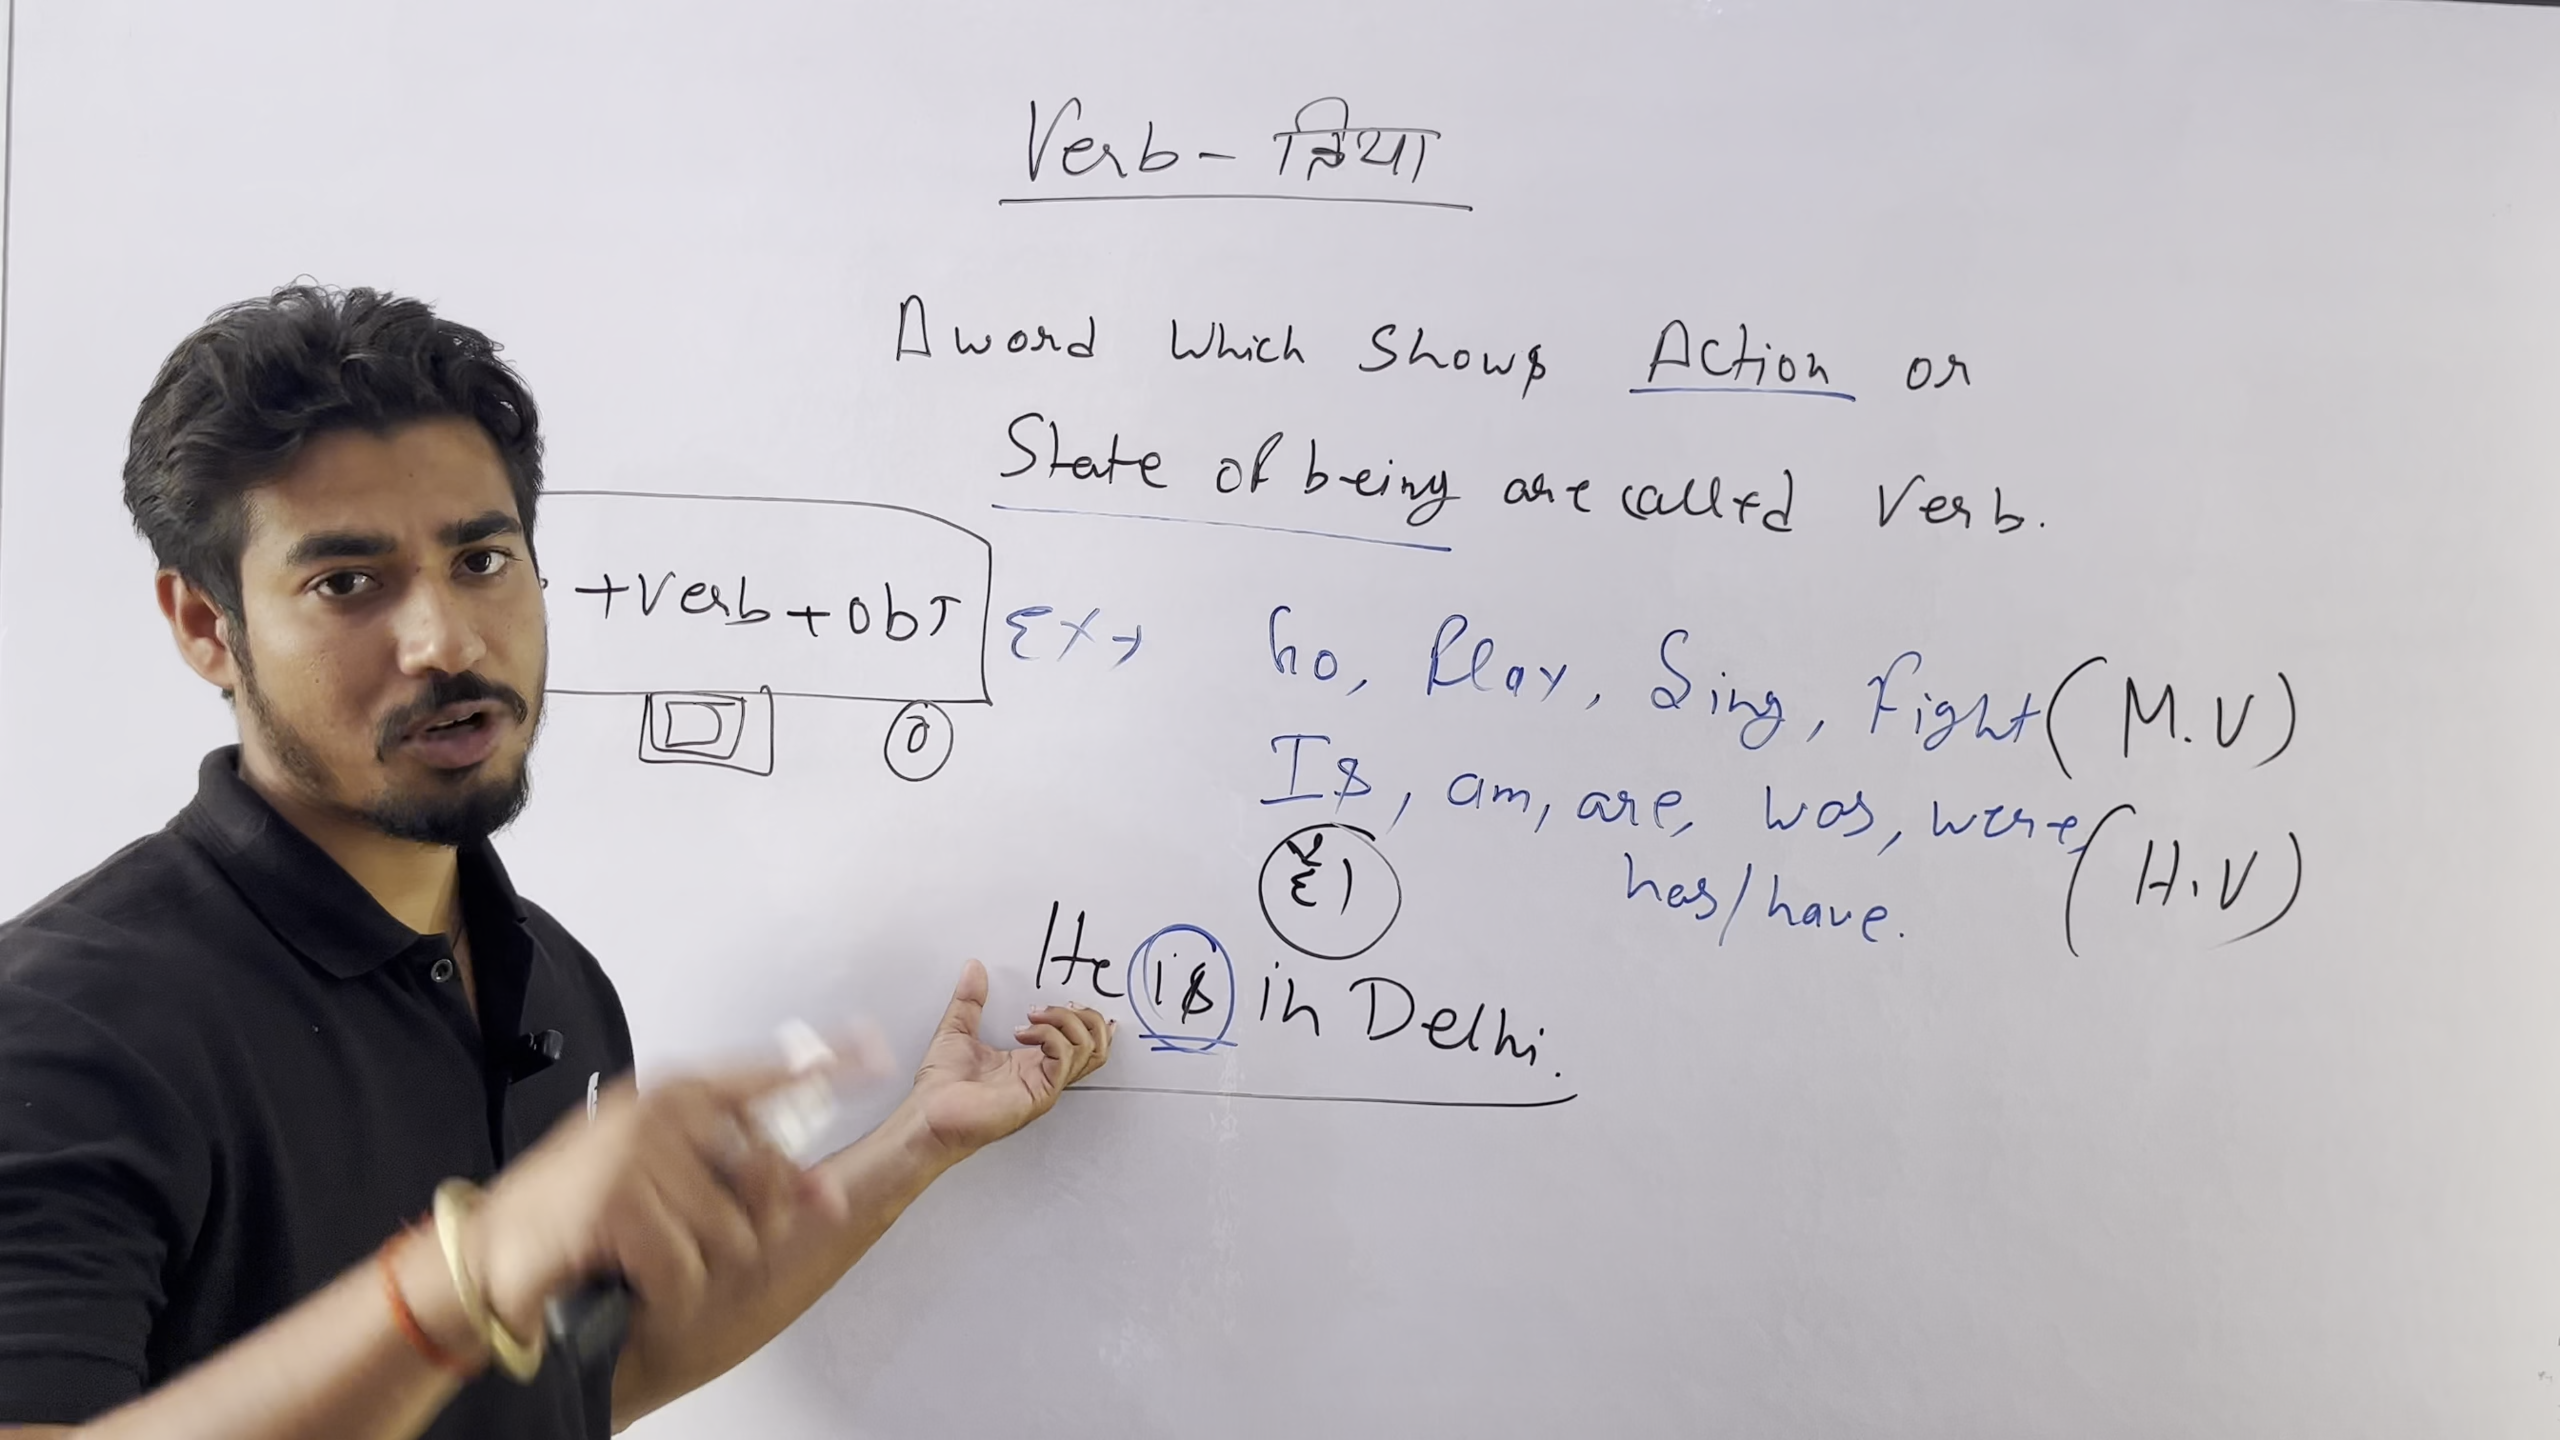 Verb - क्रिया
A word which shows Action or
State of being are called Verb.
+ Verb + obj
Ex→ Go, Play, Sing, Fight (M.V)
Is, am, are, was, were, (H.V)
has/have.
है।
He is in Delhi.